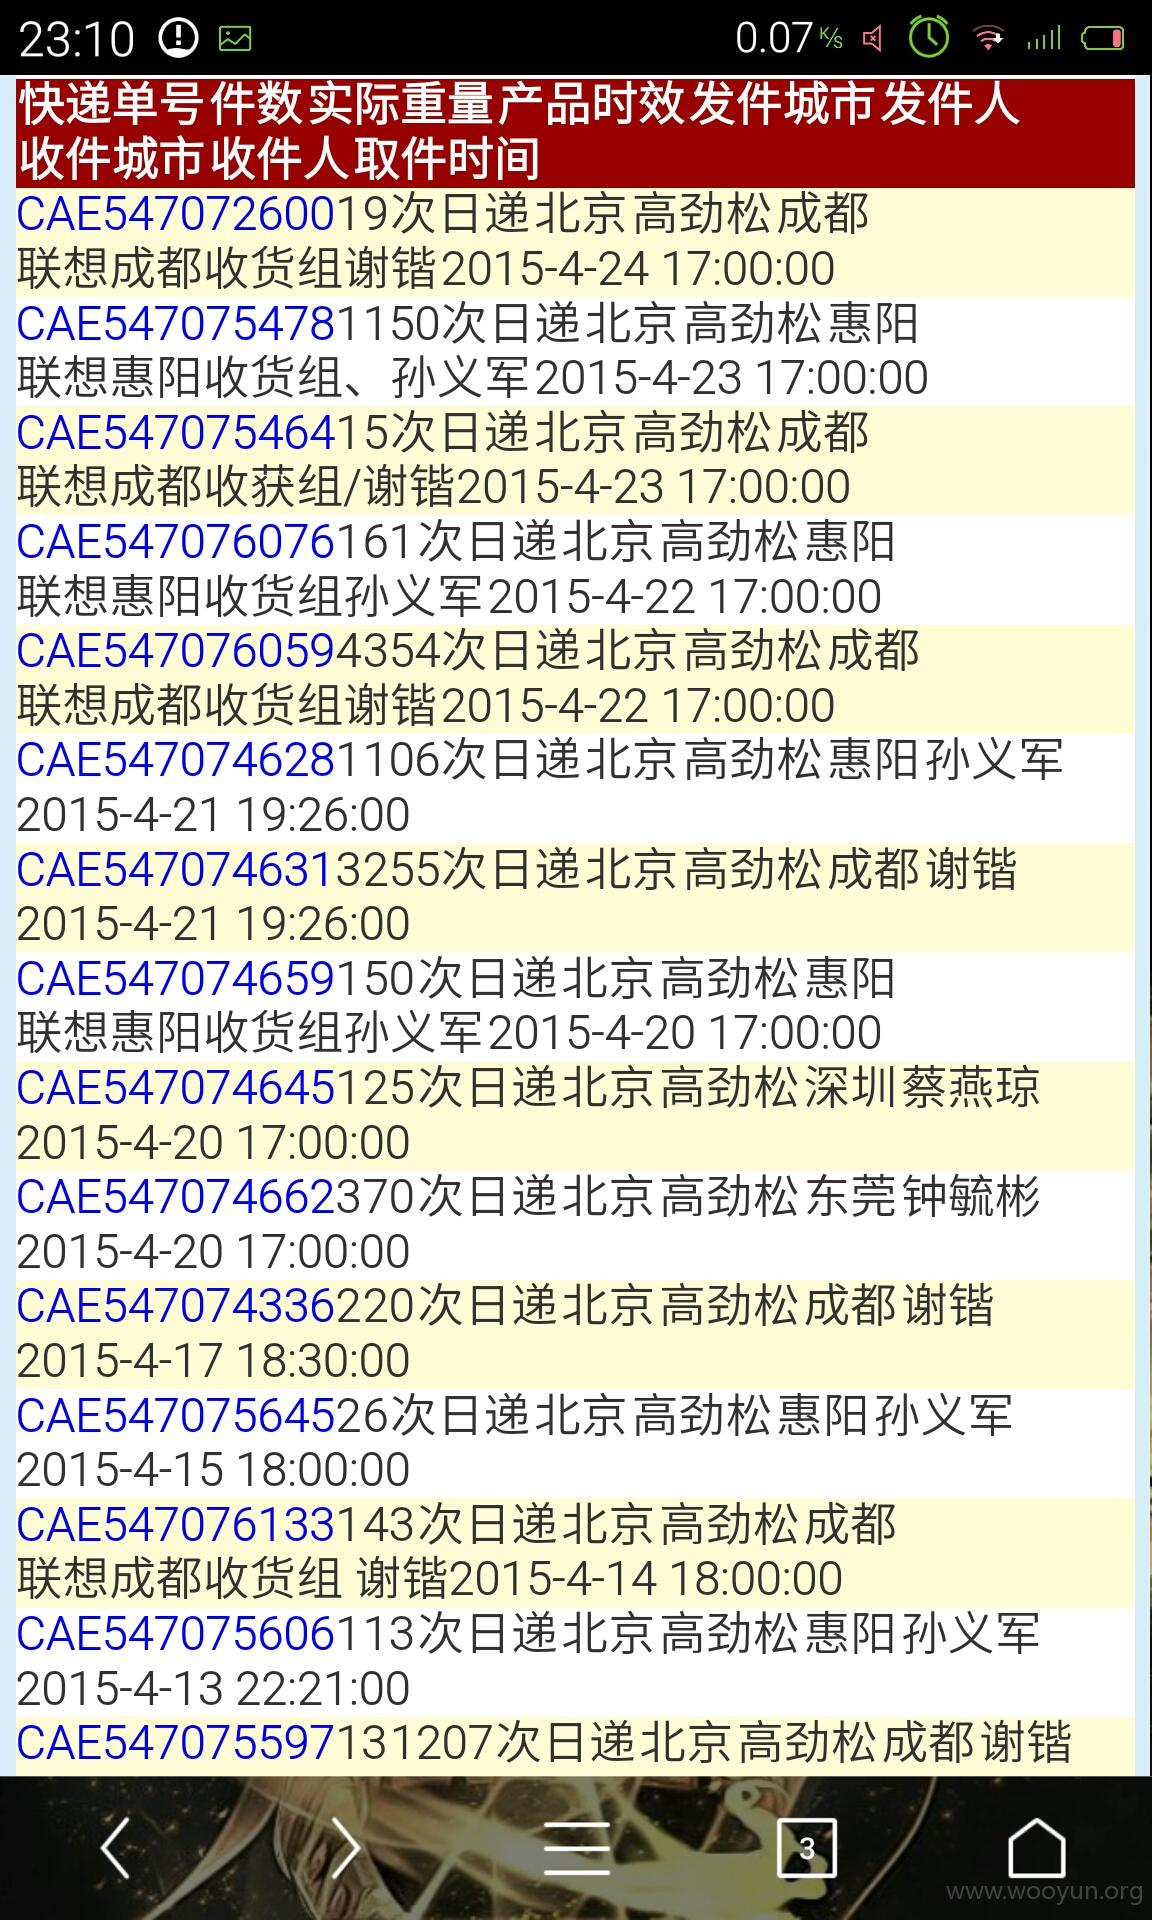 23:10
0.07 K/s
快递单号件数实际重量产品时效发件城市发件人
收件城市收件人取件时间
CAE54707260019次日递北京高劲松成都
联想成都收货组谢锴2015-4-24 17:00:00
CAE5470754781150次日递北京高劲松惠阳
联想惠阳收货组、孙义军2015-4-23 17:00:00
CAE54707546415次日递北京高劲松成都
联想成都收获组/谢锴2015-4-23 17:00:00
CAE547076076161次日递北京高劲松惠阳
联想惠阳收货组孙义军2015-4-22 17:00:00
CAE5470760594354次日递北京高劲松成都
联想成都收货组谢锴2015-4-22 17:00:00
CAE5470746281106次日递北京高劲松惠阳孙义军
2015-4-21 19:26:00
CAE5470746313255次日递北京高劲松成都谢锴
2015-4-21 19:26:00
CAE547074659150次日递北京高劲松惠阳
联想惠阳收货组孙义军2015-4-20 17:00:00
CAE547074645125次日递北京高劲松深圳蔡燕琼
2015-4-20 17:00:00
CAE547074662370次日递北京高劲松东莞钟毓彬
2015-4-20 17:00:00
CAE547074336220次日递北京高劲松成都谢锴
2015-4-17 18:30:00
CAE54707564526次日递北京高劲松惠阳孙义军
2015-4-15 18:00:00
CAE547076133143次日递北京高劲松成都
联想成都收货组 谢锴2015-4-14 18:00:00
CAE547075606113次日递北京高劲松惠阳孙义军
2015-4-13 22:21:00
CAE547075597131207次日递北京高劲松成都谢锴
3
www.wooyun.org